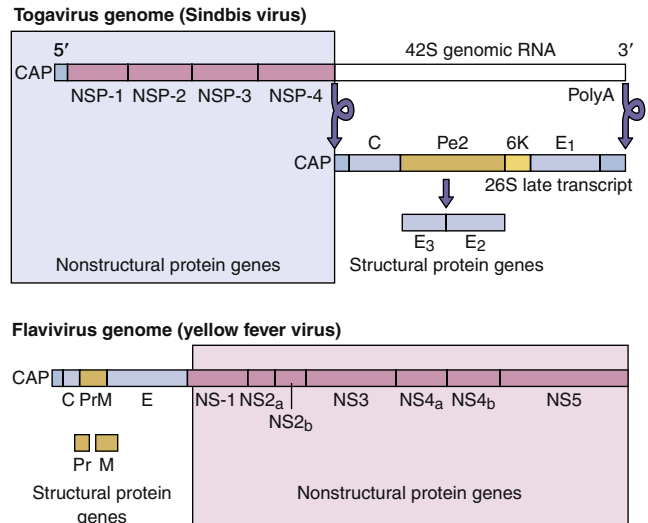 Togavirus genome (Sindbis virus)
5′ 42S genomic RNA 3′
CAP
NSP-1 NSP-2 NSP-3 NSP-4 PolyA
C Pe2 6K E1
CAP
26S late transcript
E3 E2
Nonstructural protein genes Structural protein genes
Flavivirus genome (yellow fever virus)
CAP
C PrM E NS-1 NS2a NS3 NS4a NS4b NS5
NS2b
Pr M
Structural protein
genes
Nonstructural protein genes